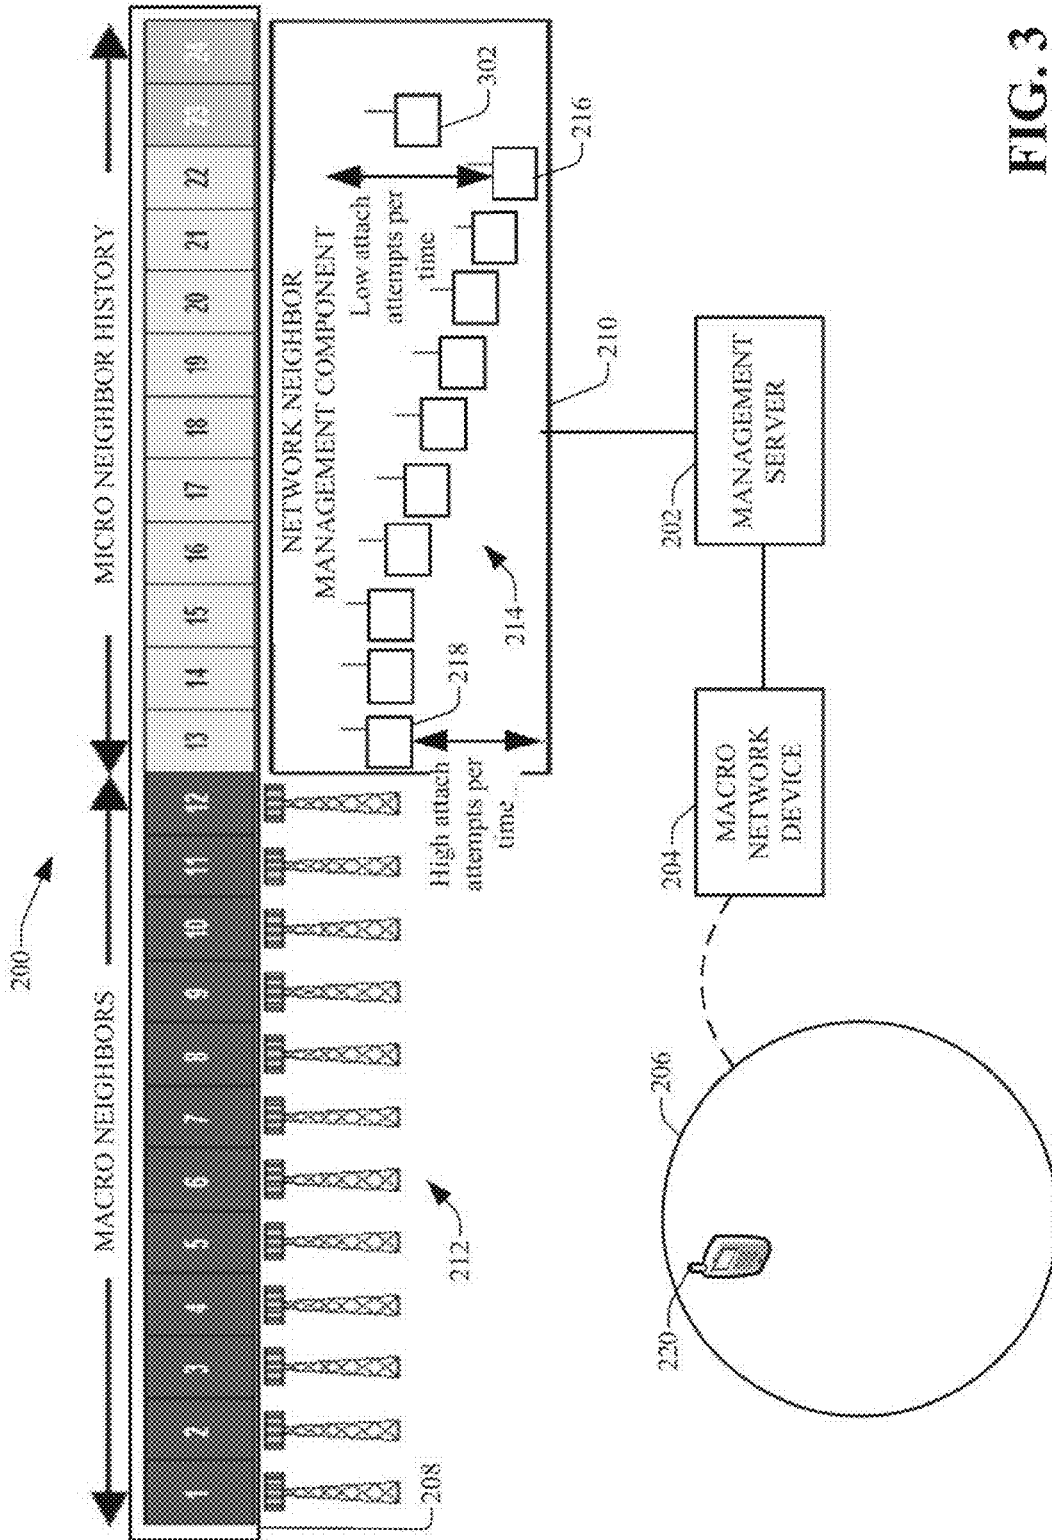 200
MACRO NEIGHBORS
MICRO NEIGHBOR HISTORY
1 2 3 4 5 6 7 8 9 10 11 12 13 14 15 16 17 18 19 20 21 22 23 24
208
212
NETWORK NEIGHBOR
MANAGEMENT COMPONENT
High attach
attempts per
time
218
214
Low attach
attempts per
time
302
216
210
220
206
204
MACRO
NETWORK
DEVICE
202
MANAGEMENT
SERVER
FIG. 3